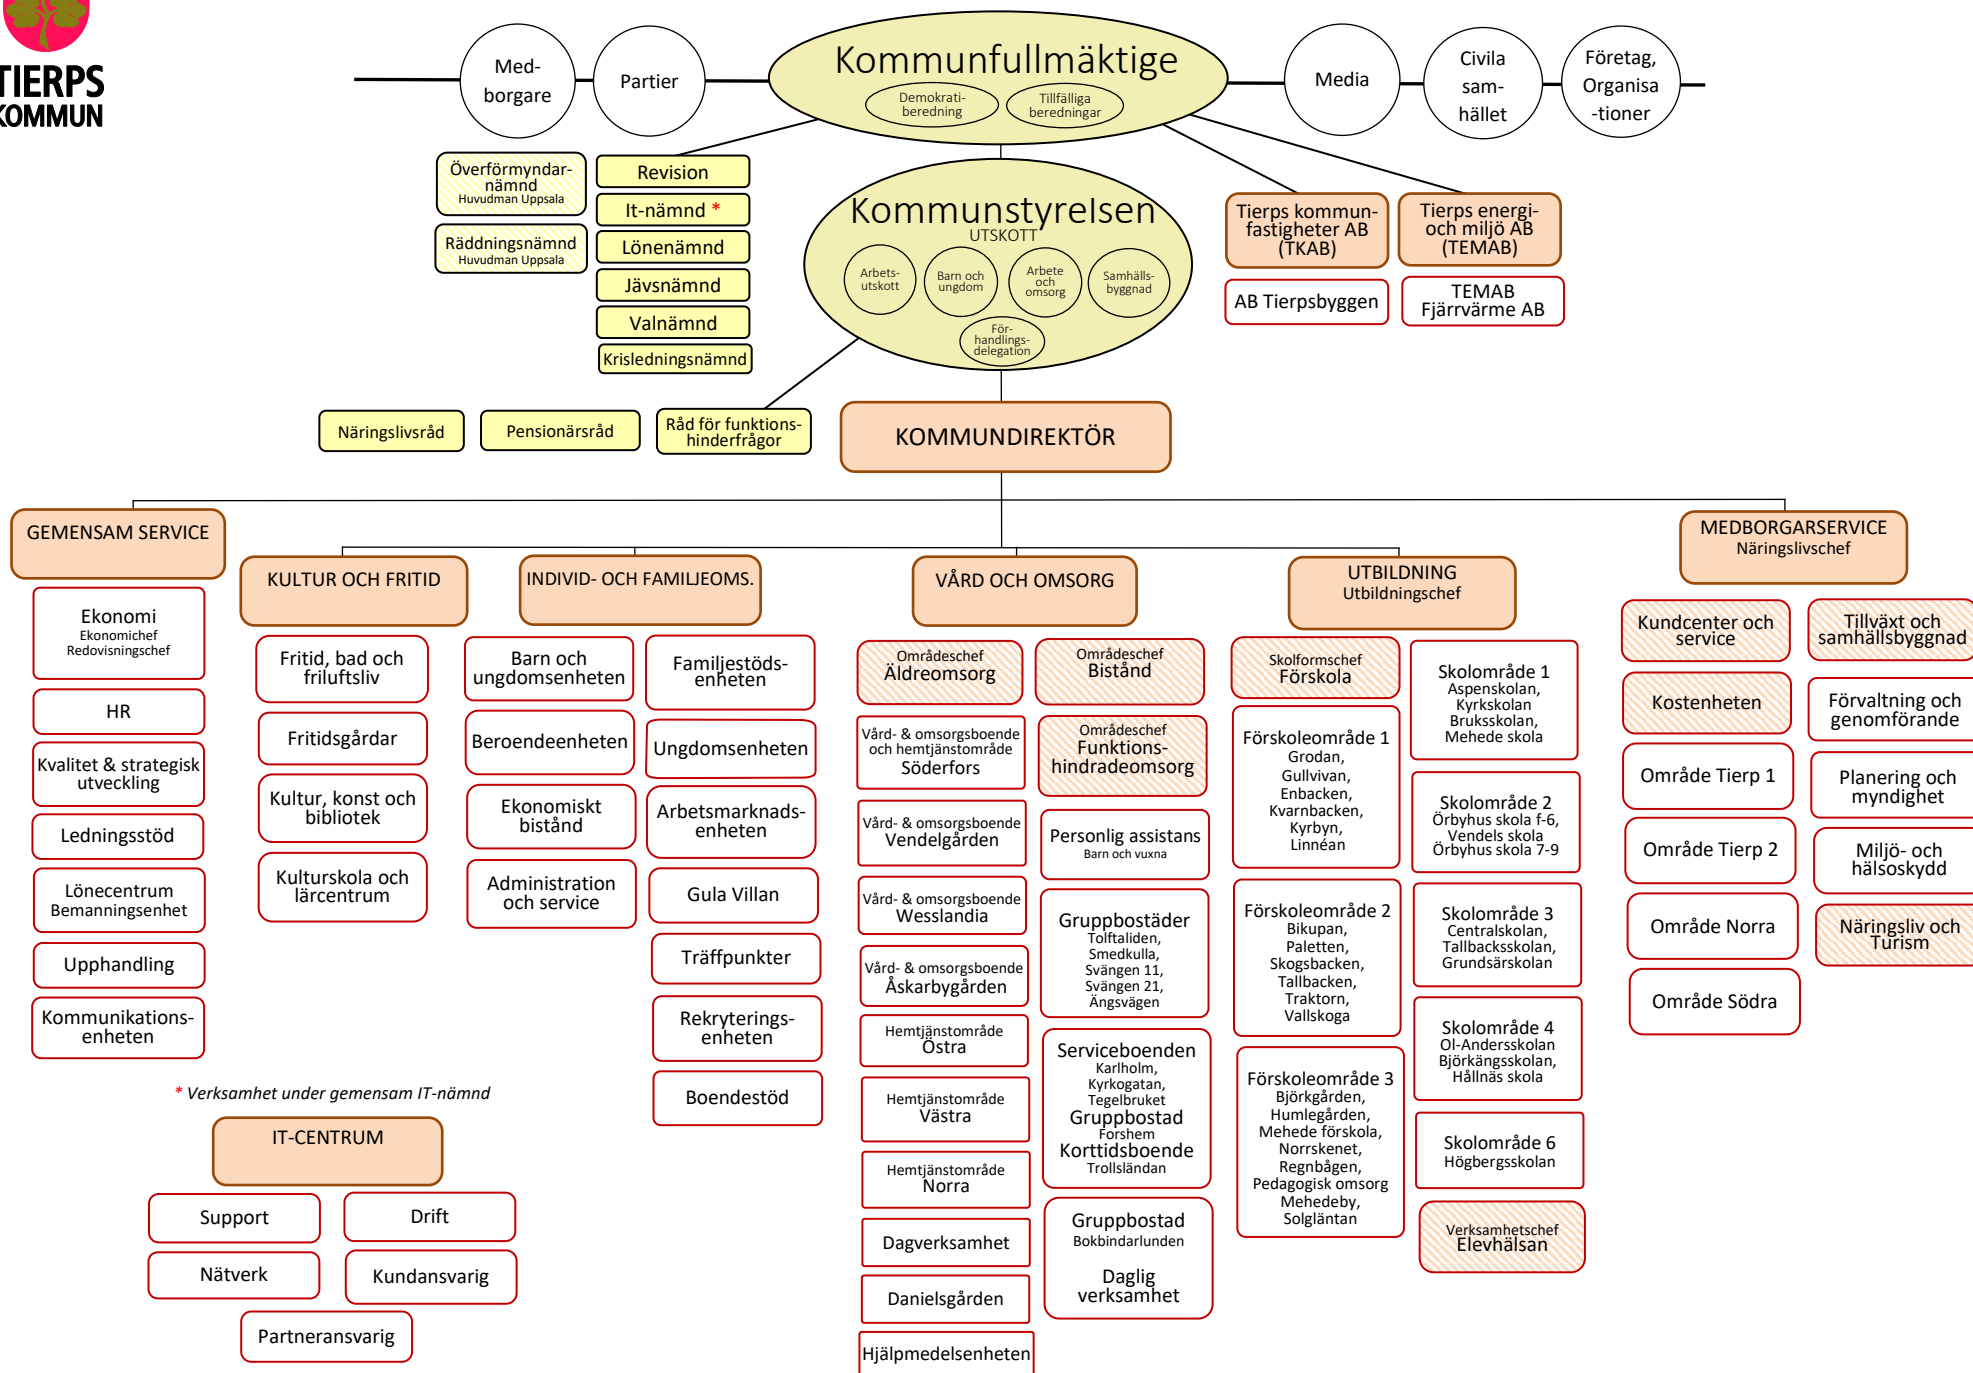 TIERPS
KOMMUN
Med-
borgare
Partier
Kommunfullmäktige
Demokrati-
beredning
Tillfälliga
beredningar
Media
Civila
sam-
hället
Företag,
Organisa
-tioner
Överförmyndar-
nämnd
Huvudman Uppsala
Räddningsnämnd
Huvudman Uppsala
Revision
It-nämnd *
Lönenämnd
Jävsnämnd
Valnämnd
Krisledningsnämnd
Kommunstyrelsen
UTSKOTT
Arbets-
utskott
Barn och
ungdom
Arbete
och
omsorg
Samhälls-
byggnad
För-
handlings-
delegation
Tierps kommun-
fastigheter AB
(TKAB)
Tierps energi-
och miljö AB
(TEMAB)
AB Tierpsbyggen
TEMAB
Fjärrvärme AB
Näringslivsråd
Pensionärsråd
Råd för funktions-
hinderfrågor
KOMMUNDIREKTÖR
GEMENSAM SERVICE
Ekonomi
Ekonomichef
Redovisningschef
HR
Kvalitet & strategisk
utveckling
Ledningsstöd
Lönecentrum
Bemanningsenhet
Upphandling
Kommunikations-
enheten
KULTUR OCH FRITID
Fritid, bad och
friluftsliv
Fritidsgårdar
Kultur, konst och
bibliotek
Kulturskola och
lärcentrum
INDIVID- OCH FAMILJEOMS.
Barn och
ungdomsenheten
Beroendeenheten
Ekonomiskt
bistånd
Administration
och service
Familjestöds-
enheten
Ungdomsenheten
Arbetsmarknads-
enheten
Gula Villan
Träffpunkter
Rekryterings-
enheten
Boendestöd
VÅRD OCH OMSORG
Områdeschef
Äldreomsorg
Vård- & omsorgsboende
och hemtjänstområde
Söderfors
Vård- & omsorgsboende
Vendelgården
Vård- & omsorgsboende
Wesslandia
Vård- & omsorgsboende
Åskarbygården
Hemtjänstområde
Östra
Hemtjänstområde
Västra
Hemtjänstområde
Norra
Dagverksamhet
Danielsgården
Hjälpmedelsenheten
Områdeschef
Bistånd
Områdeschef
Funktions-
hindradeomsorg
Personlig assistans
Barn och vuxna
Gruppbostäder
Tolftaliden,
Smedkulla,
Svängen 11,
Svängen 21,
Ängsvägen
Serviceboenden
Karlholm,
Kyrkogatan,
Tegelbruket
Gruppbostad
Forshem
Korttidsboende
Trollsländan
Gruppbostad
Bokbindarlunden
Daglig
verksamhet
UTBILDNING
Utbildningschef
Skolformschef
Förskola
Förskoleområde 1
Grodan,
Gullvivan,
Enbacken,
Kvarnbacken,
Kyrbyn,
Linnéan
Förskoleområde 2
Bikupan,
Paletten,
Skogsbacken,
Tallbacken,
Traktorn,
Vallskoga
Förskoleområde 3
Björkgården,
Humlegården,
Mehede förskola,
Norrskenet,
Regnbågen,
Pedagogisk omsorg
Mehedeby,
Solgläntan
Skolområde 1
Aspenskolan,
Kyrkskolan
Bruksskolan,
Mehede skola
Skolområde 2
Örbyhus skola f-6,
Vendels skola
Örbyhus skola 7-9
Skolområde 3
Centralskolan,
Tallbacksskolan,
Grundsärskolan
Skolområde 4
Ol-Andersskolan
Björkängsskolan,
Hållnäs skola
Skolområde 6
Högbergsskolan
Verksamhetschef
Elevhälsan
MEDBORGARSERVICE
Näringslivschef
Kundcenter och
service
Kostenheten
Område Tierp 1
Område Tierp 2
Område Norra
Område Södra
Tillväxt och
samhällsbyggnad
Förvaltning och
genomförande
Planering och
myndighet
Miljö- och
hälsoskydd
Näringsliv och
Turism
* Verksamhet under gemensam IT-nämnd
IT-CENTRUM
Support
Drift
Nätverk
Kundansvarig
Partneransvarig